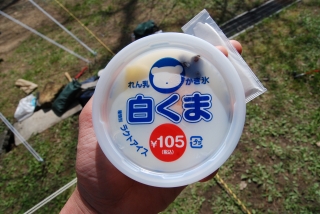 れん乳 かき氷
白くま
ラクトアイス
¥105
(税込)